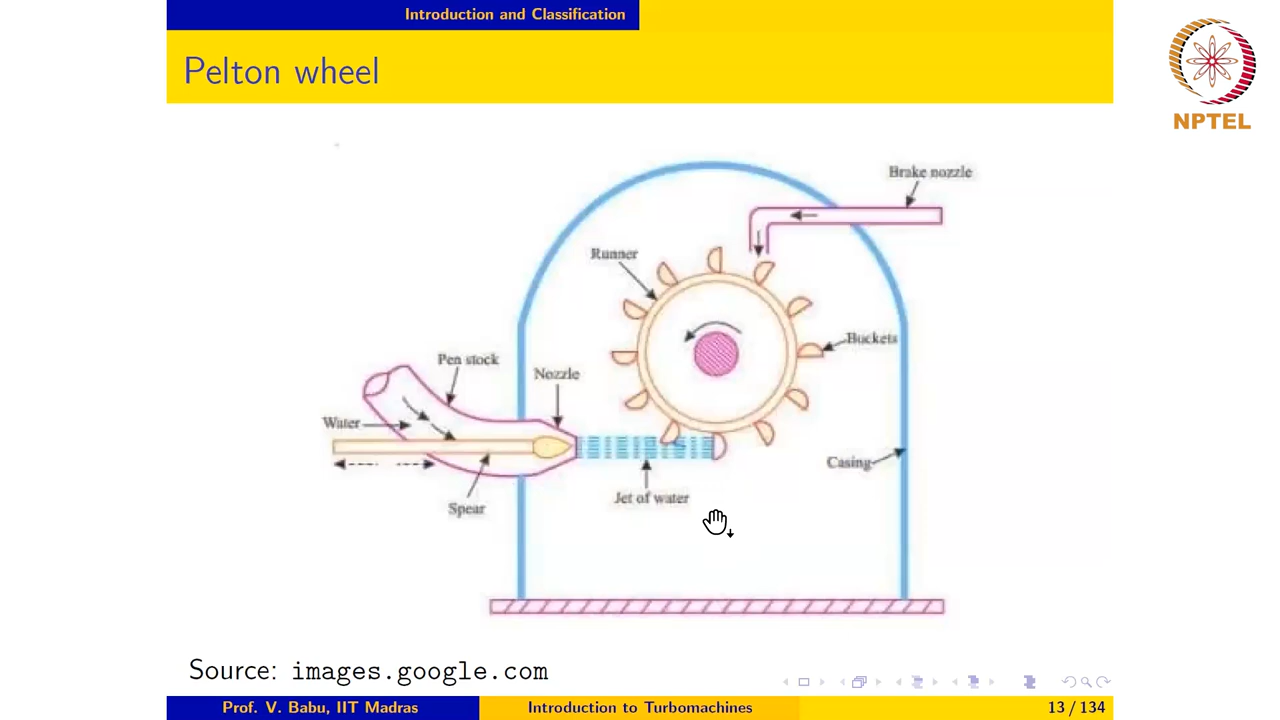 Introduction and Classification
Pelton wheel
NPTEL
Brake nozzle
Runner
Buckets
Pen stock
Nozzle
Water
Casing
Jet of water
Spear
Source: images.google.com
Prof. V. Babu, IIT Madras
Introduction to Turbomachines
13 / 134